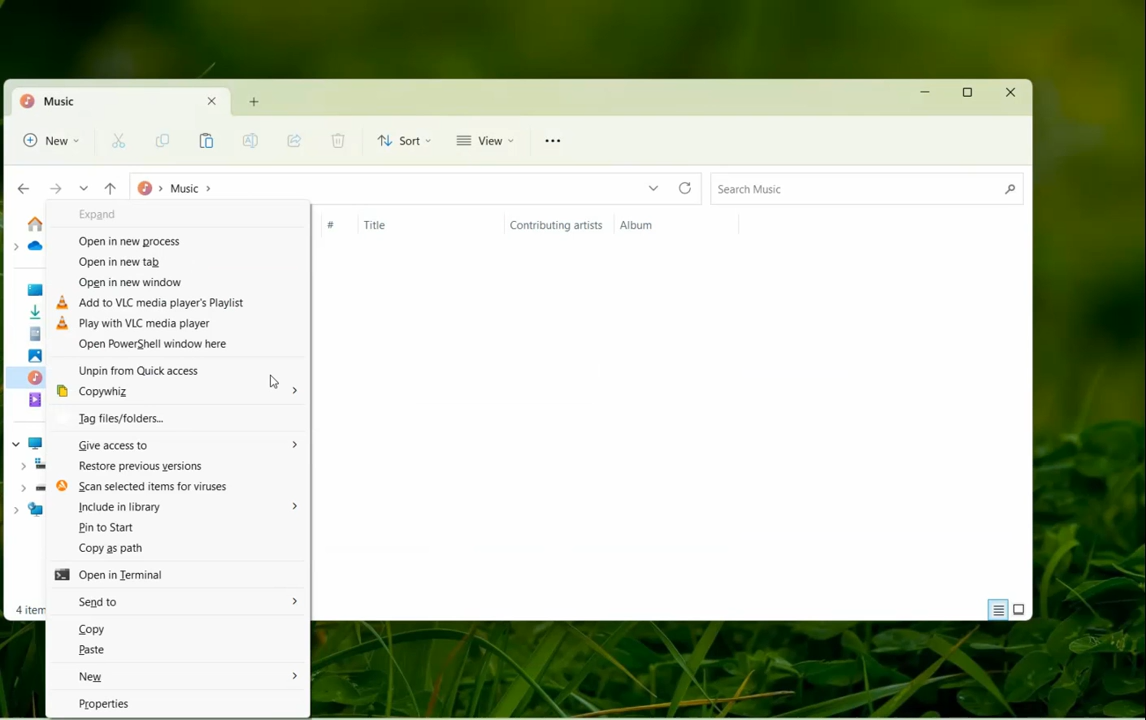 Music
New
Sort
View
Music
Search Music
Expand
#
Title
Contributing artists
Album
Open in new process
Open in new tab
Open in new window
Add to VLC media player's Playlist
Play with VLC media player
Open PowerShell window here
Unpin from Quick access
Copywhiz
Tag files/folders...
Give access to
Restore previous versions
Scan selected items for viruses
Include in library
Pin to Start
Copy as path
Open in Terminal
Send to
4 item
Copy
Paste
New
Properties